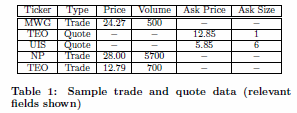 Ticker Type Price Volume Ask Price Ask Size
MWG Trade 24.27 500 – –
TEO Quote – – 12.85 1
UIS Quote – – 5.85 6
NP Trade 28.00 5700 – –
TEO Trade 12.79 700 – –
Table 1: Sample trade and quote data (relevant
fields shown)